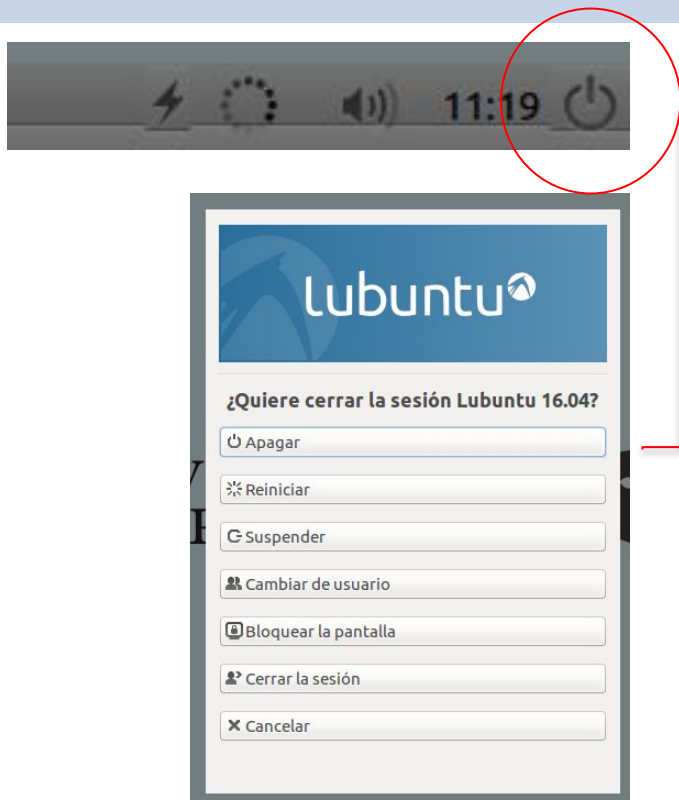 11:19
lubuntu
¿Quiere cerrar la sesión Lubuntu 16.04?
Apagar
Reiniciar
Suspender
Cambiar de usuario
Bloquear la pantalla
Cerrar la sesión
Cancelar